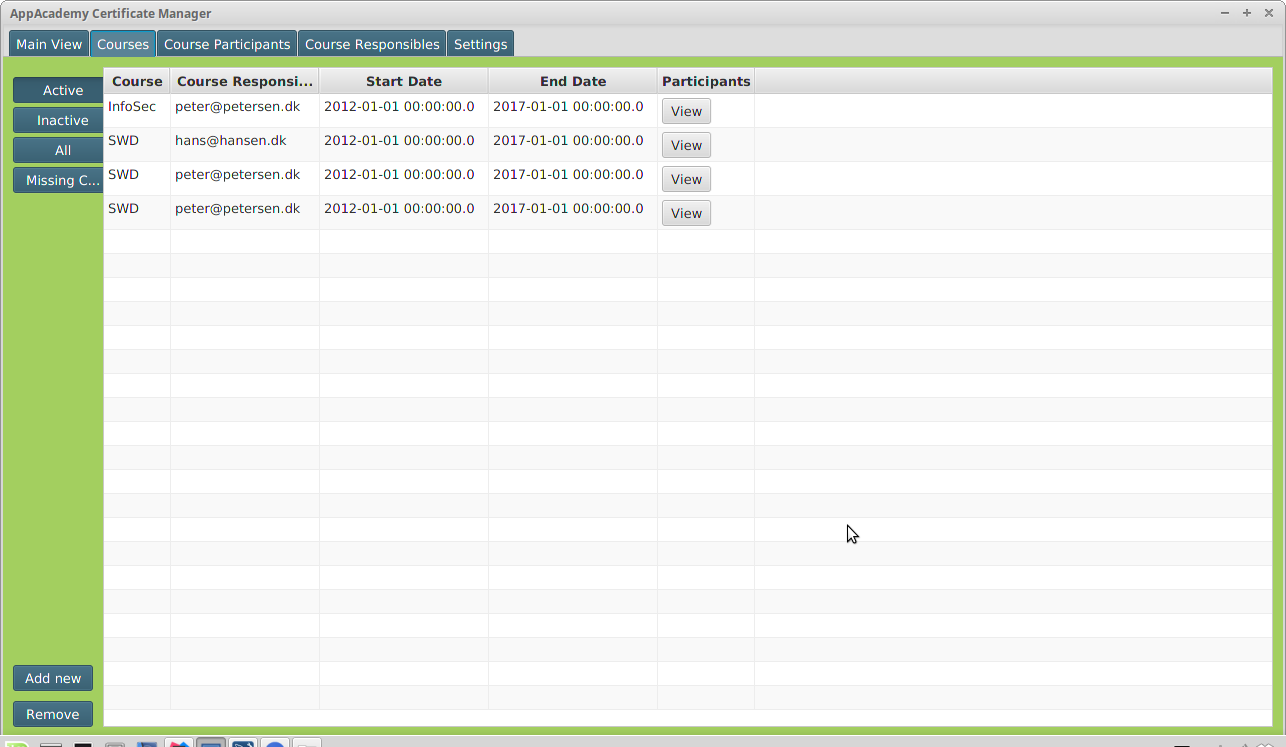 AppAcademy Certificate Manager
Main View Courses Course Participants Course Responsibles Settings
Active
Inactive
All
Missing C...
Course Course Responsi... Start Date End Date Participants
InfoSec peter@petersen.dk 2012-01-01 00:00:00.0 2017-01-01 00:00:00.0 View
SWD hans@hansen.dk 2012-01-01 00:00:00.0 2017-01-01 00:00:00.0 View
SWD peter@petersen.dk 2012-01-01 00:00:00.0 2017-01-01 00:00:00.0 View
SWD peter@petersen.dk 2012-01-01 00:00:00.0 2017-01-01 00:00:00.0 View
Add new
Remove